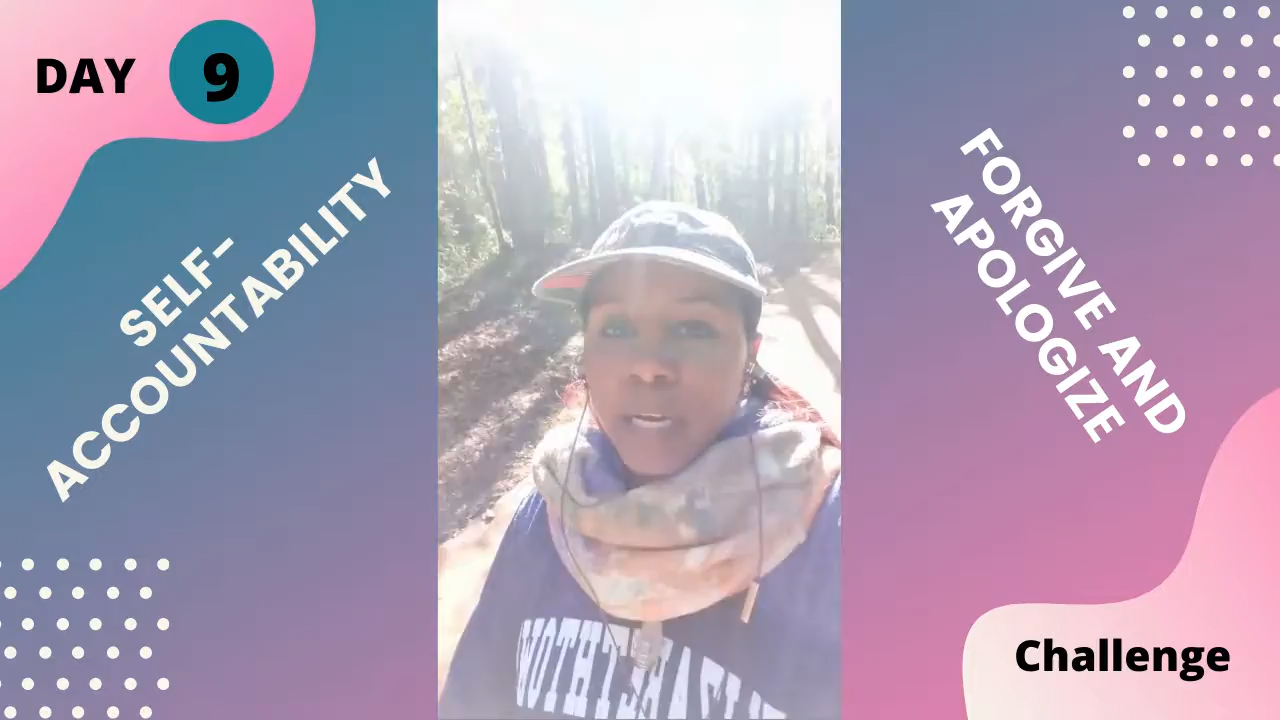 DAY 9
SELF-
ACCOUNTABILITY
FORGIVE AND
APOLOGIZE
Challenge